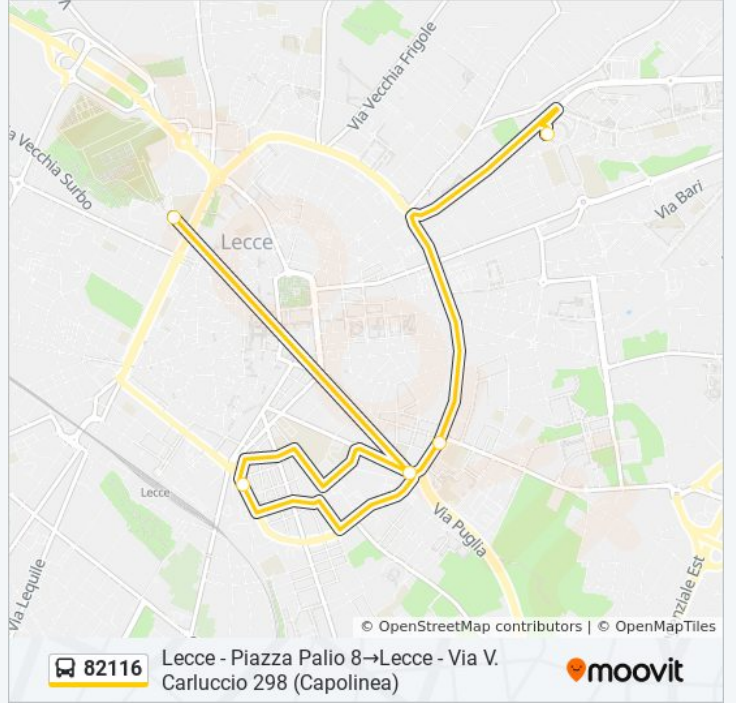 Via Vecchia Frigole
a Vecchia Surbo
Via Bari
Lecce
Lecce
Via Puglia
Via Lequile
nziale Est
© OpenStreetMap contributors | © OpenMapTiles
82116
Lecce - Piazza Palio 8→Lecce - Via V.
Carluccio 298 (Capolinea)
moovit